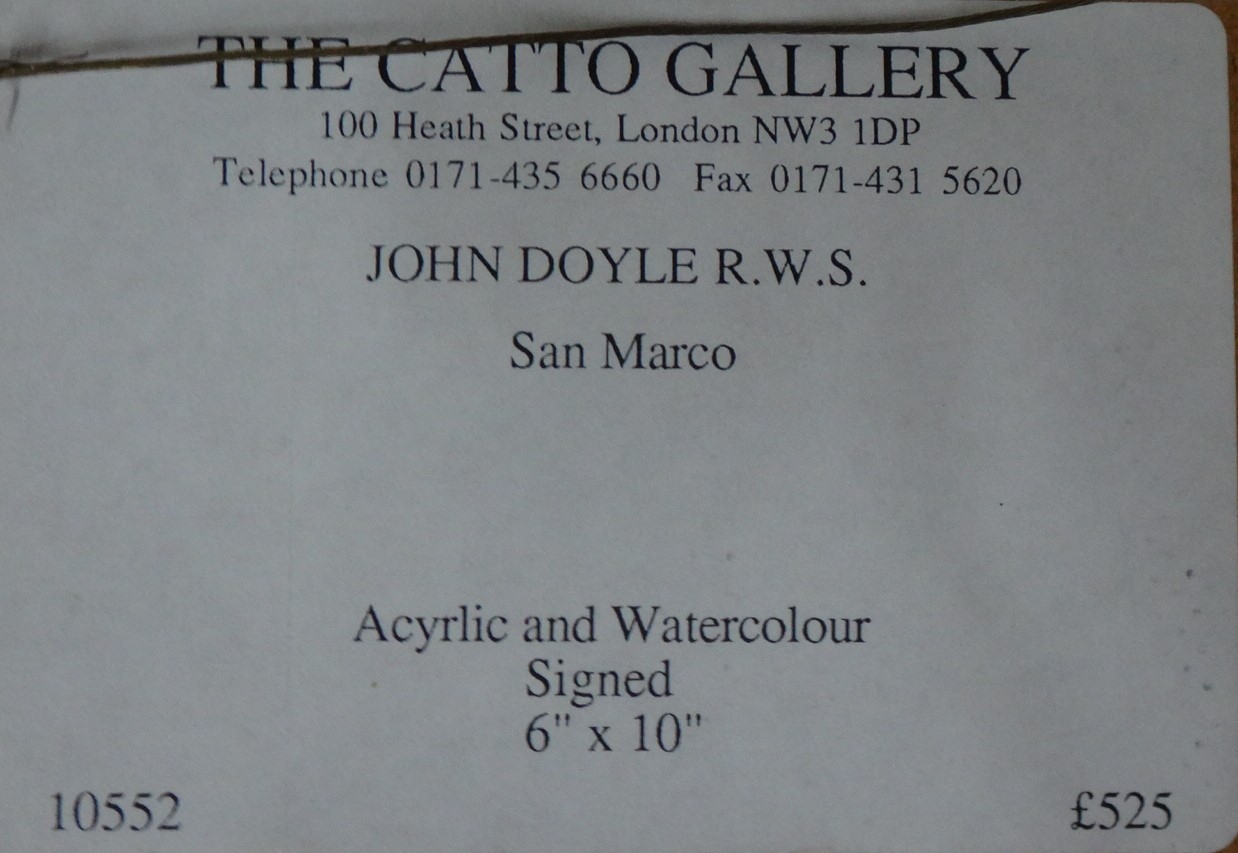 THE CATTO GALLERY
100 Heath Street, London NW3 1DP
Telephone 0171-435 6660 Fax 0171-431 5620
JOHN DOYLE R.W.S.
San Marco
Acyrlic and Watercolour
Signed
6" x 10"
10552 £525